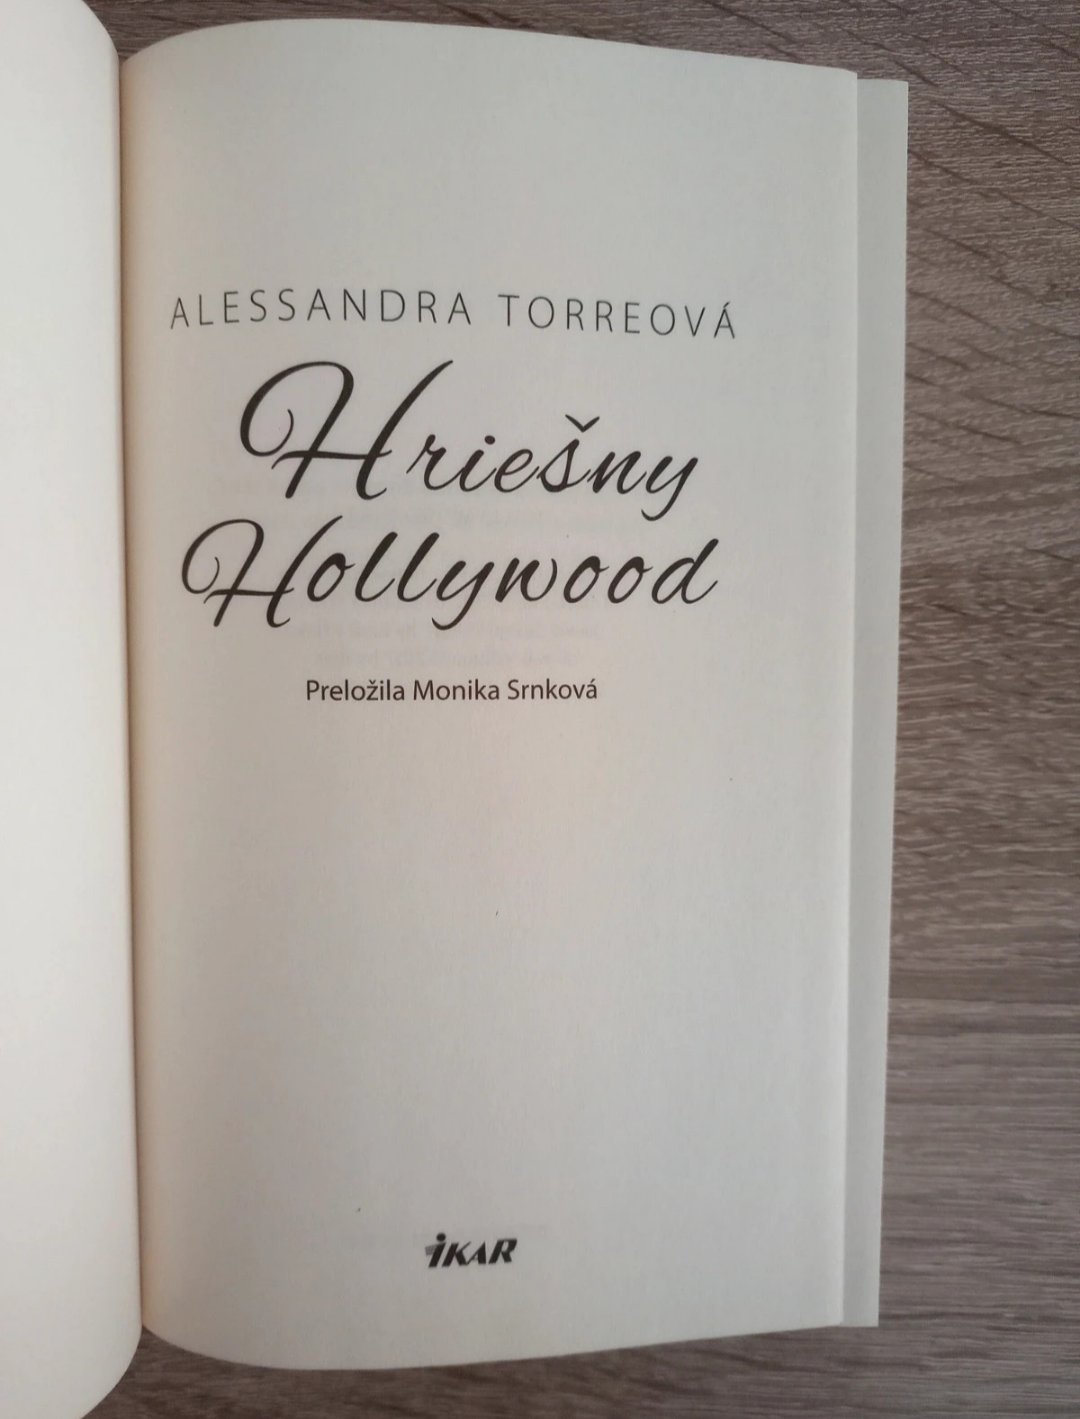 ALESSANDRA TORREOVÁ
Hriešny
Hollywood
Preložila Monika Srnková
IKAR